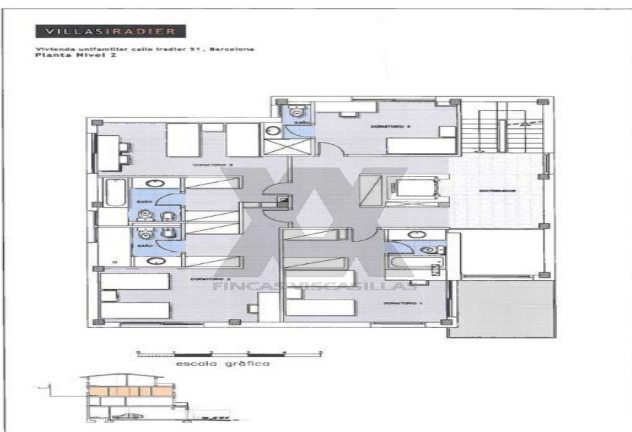 VILLASIRADIER
Vivienda unifamiliar calle Iradier 51 , Barcelona
Planta Nivel 2
BAÑO
DORMITORIO 4
DORMITORIO 3
DISTRIBUIDOR
BAÑO
BAÑO
DORMITORIO 2
FINCAS VISCASILLAS
DORMITORIO 1
escala gràfica